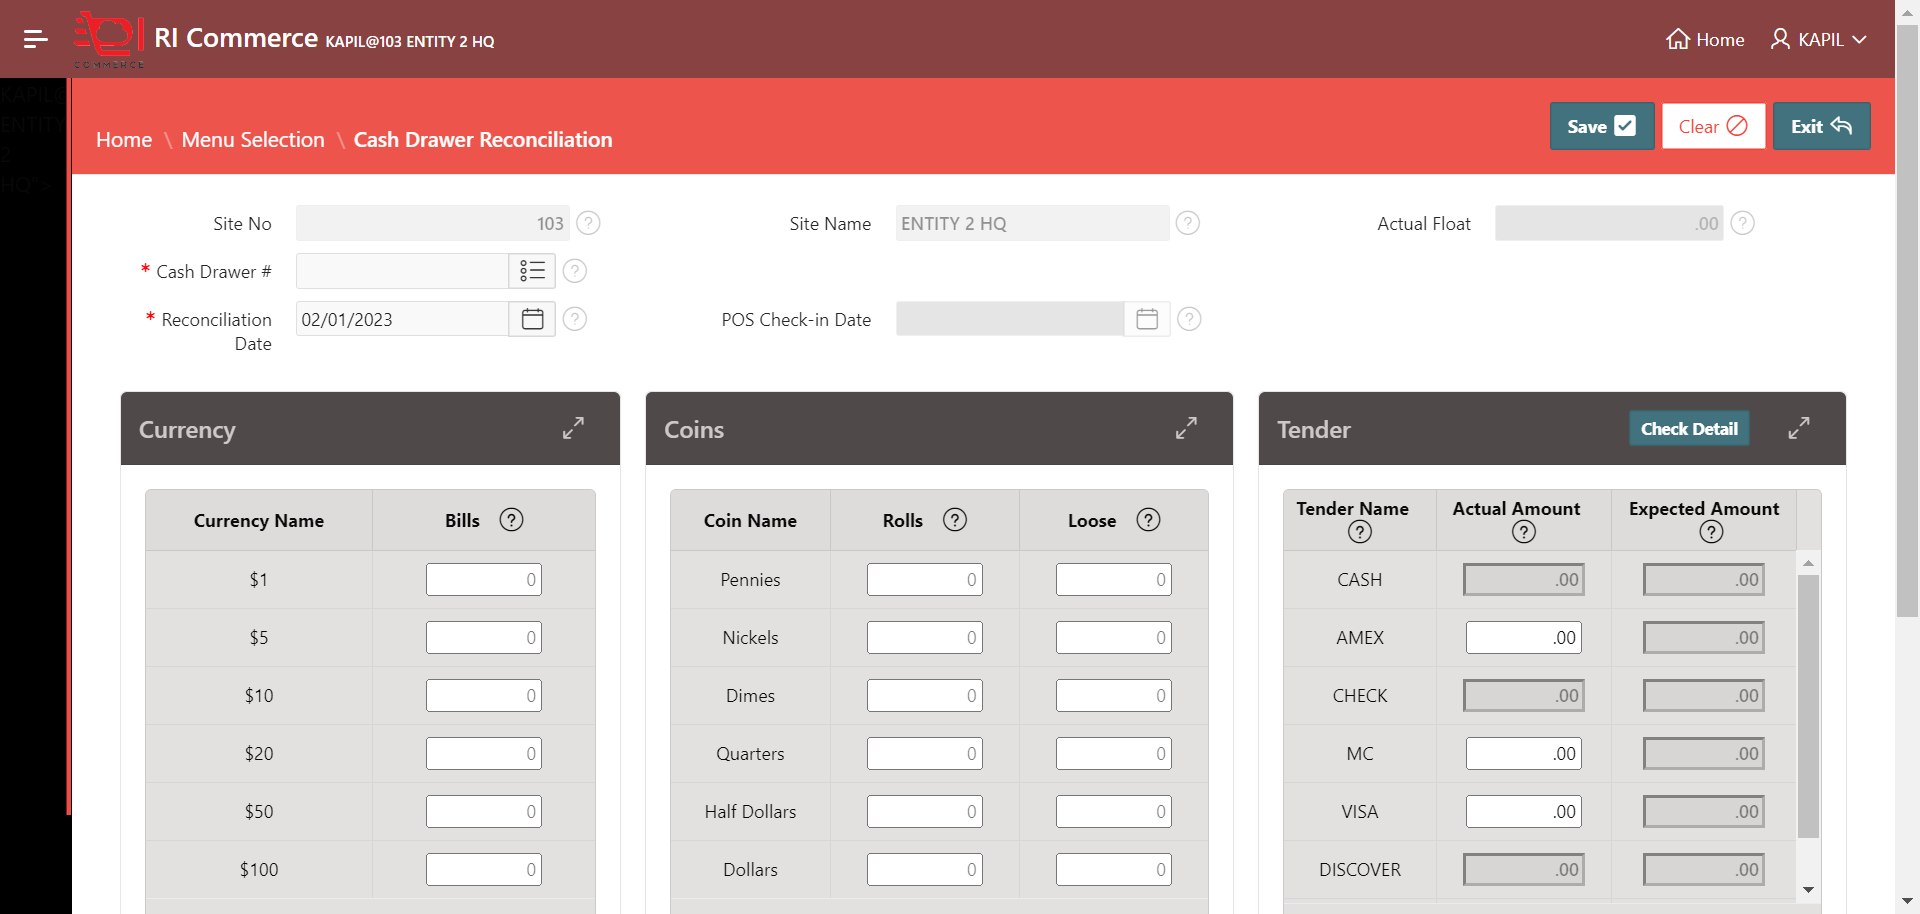 COMMERCE
RI Commerce KAPIL@103 ENTITY 2 HQ
Home
KAPIL
KAPIL@
ENTITY
2
HQ">
Home \ Menu Selection \ Cash Drawer Reconciliation
Save
Clear
Exit
Site No 103 ?
Site Name ENTITY 2 HQ ?
Actual Float .00 ?
* Cash Drawer # ?
* Reconciliation Date 02/01/2023 ?
POS Check-in Date ?
Currency
Currency Name Bills ?
$1 0
$5 0
$10 0
$20 0
$50 0
$100 0
Coins
Coin Name Rolls ? Loose ?
Pennies 0 0
Nickels 0 0
Dimes 0 0
Quarters 0 0
Half Dollars 0 0
Dollars 0 0
Tender Check Detail
Tender Name ? Actual Amount ? Expected Amount ?
CASH .00 .00
AMEX .00 .00
CHECK .00 .00
MC .00 .00
VISA .00 .00
DISCOVER .00 .00